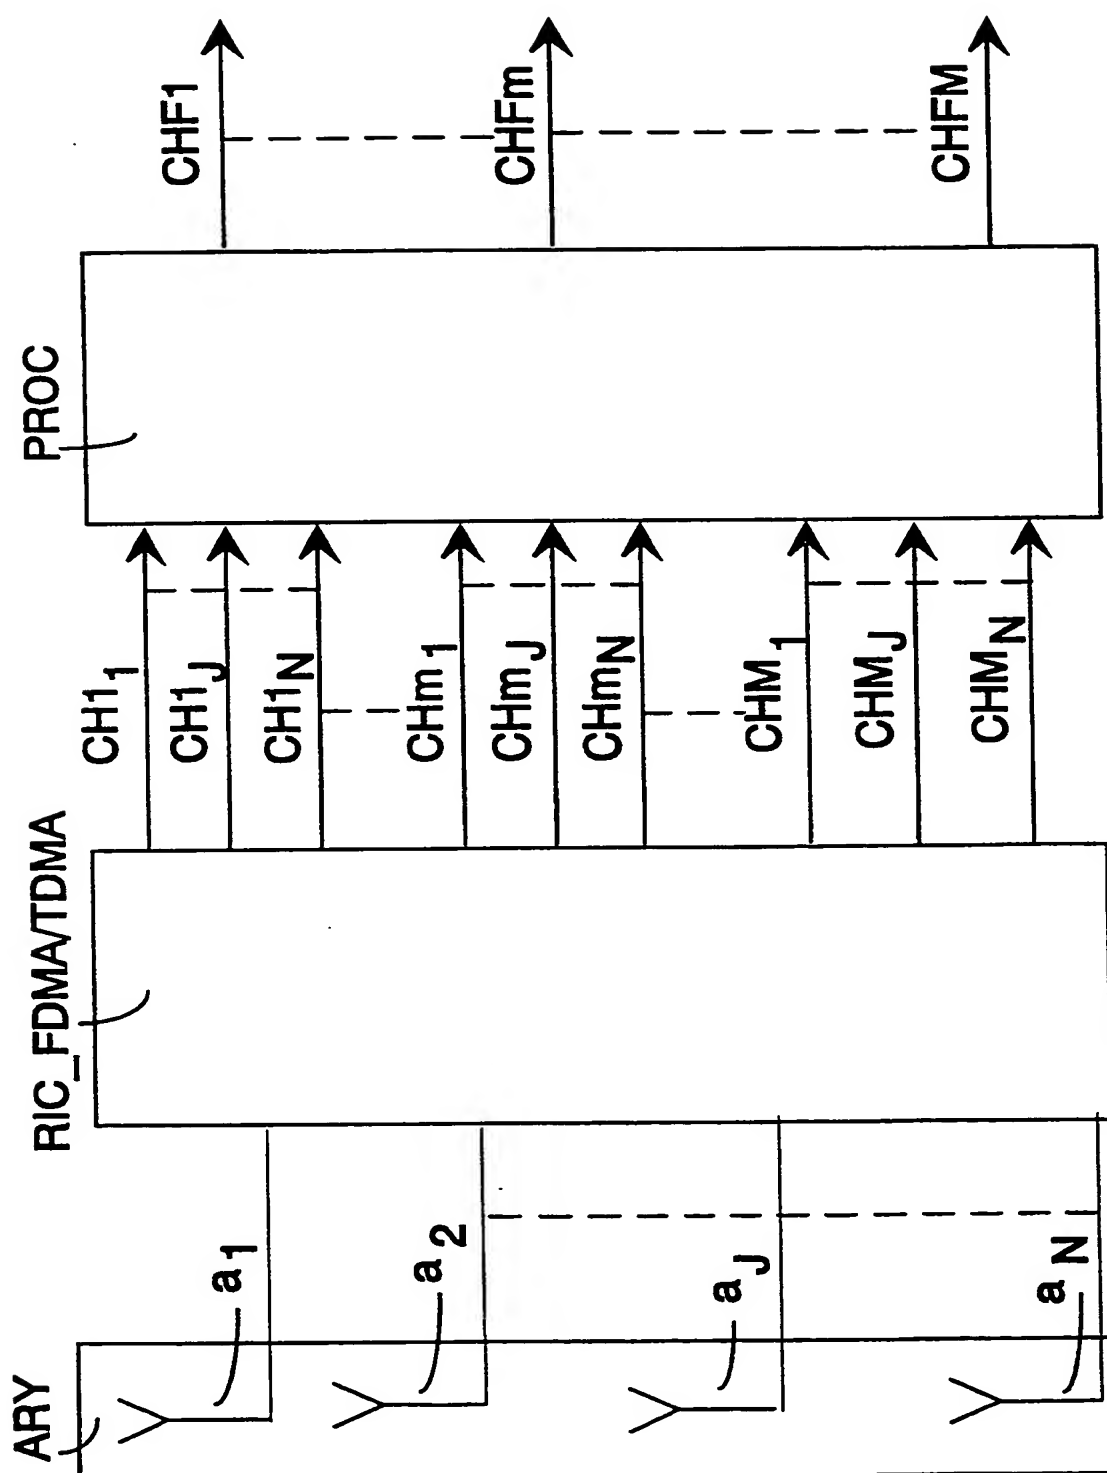 ARY
a1
a2
aJ
aN
RIC_FDMA/TDMA
CH11
CH1J
CH1N
CHm1
CHmJ
CHmN
CHM1
CHMJ
CHMN
PROC
CHF1
CHFm
CHFM